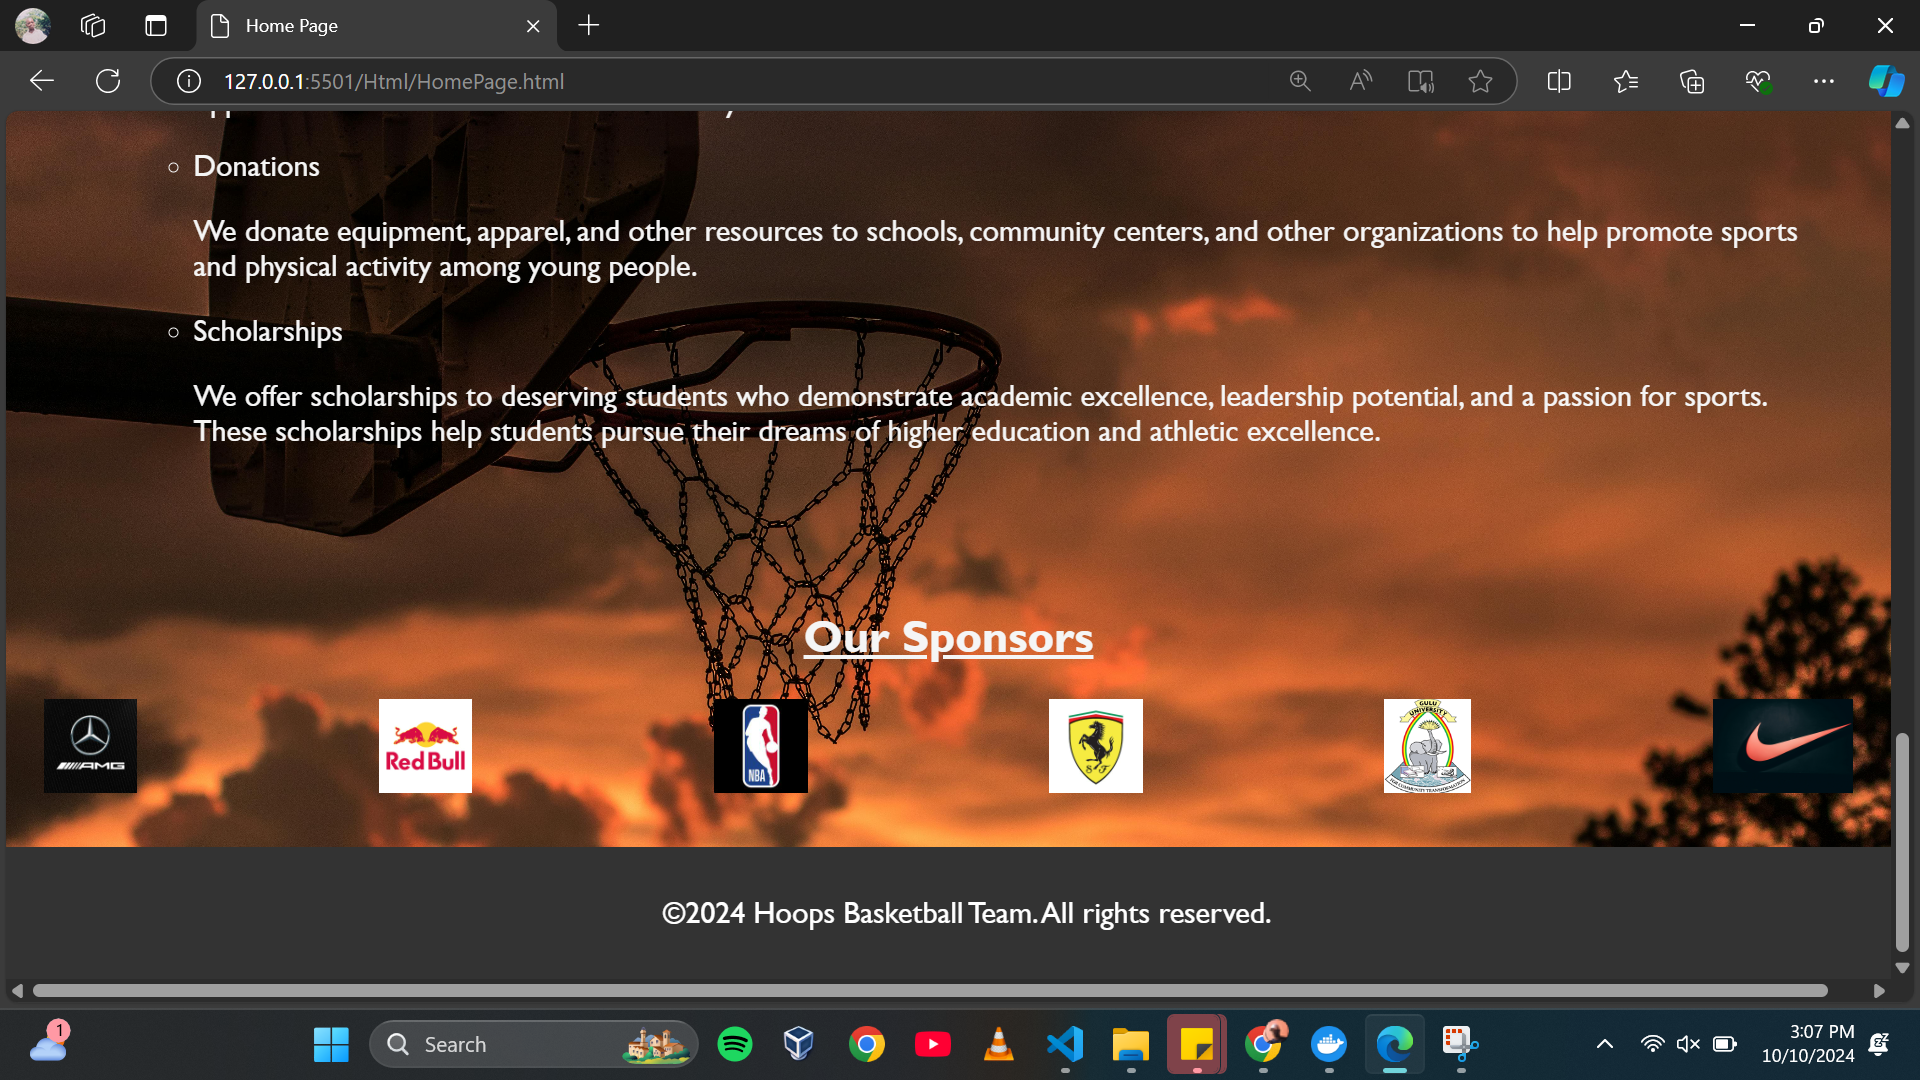 Home Page
127.0.0.1:5501/Html/HomePage.html
Donations
We donate equipment, apparel, and other resources to schools, community centers, and other organizations to help promote sports
and physical activity among young people.
Scholarships
We offer scholarships to deserving students who demonstrate academic excellence, leadership potential, and a passion for sports.
These scholarships help students pursue their dreams of higher education and athletic excellence.
Our Sponsors
AMG
Red Bull
NBA
S F
GULU UNIVERSITY
FOR COMMUNITY TRANSFORMATION
©2024 Hoops Basketball Team. All rights reserved.
1
Search
3:07 PM
10/10/2024